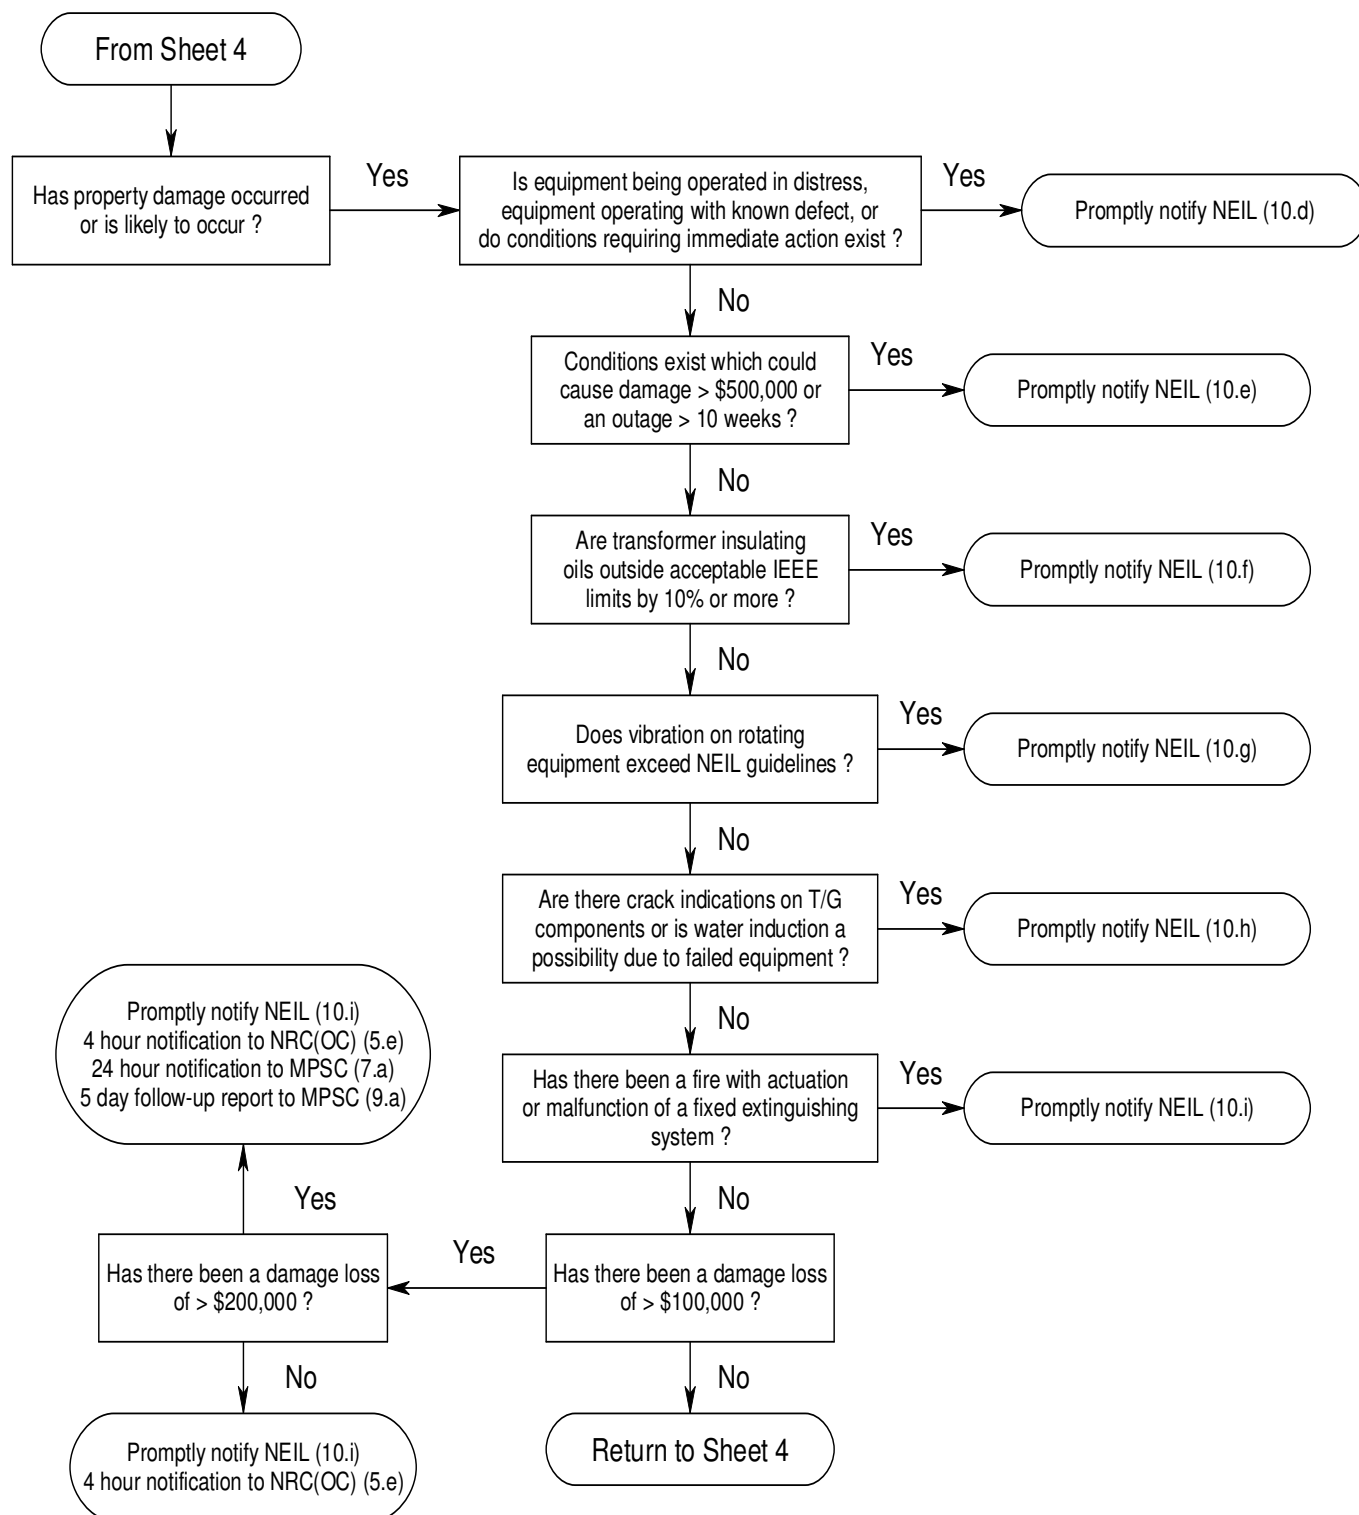 From Sheet 4
Has property damage occurred
or is likely to occur ?
Yes
Is equipment being operated in distress,
equipment operating with known defect, or
do conditions requiring immediate action exist ?
Yes
Promptly notify NEIL (10.d)
No
Conditions exist which could
cause damage > $500,000 or
an outage > 10 weeks ?
Yes
Promptly notify NEIL (10.e)
No
Are transformer insulating
oils outside acceptable IEEE
limits by 10% or more ?
Yes
Promptly notify NEIL (10.f)
No
Does vibration on rotating
equipment exceed NEIL guidelines ?
Yes
Promptly notify NEIL (10.g)
No
Are there crack indications on T/G
components or is water induction a
possibility due to failed equipment ?
Yes
Promptly notify NEIL (10.h)
No
Has there been a fire with actuation
or malfunction of a fixed extinguishing
system ?
Yes
Promptly notify NEIL (10.i)
No
Has there been a damage loss
of > $100,000 ?
Yes
Has there been a damage loss
of > $200,000 ?
Yes
Promptly notify NEIL (10.i)
4 hour notification to NRC(OC) (5.e)
24 hour notification to MPSC (7.a)
5 day follow-up report to MPSC (9.a)
No
Promptly notify NEIL (10.i)
4 hour notification to NRC(OC) (5.e)
No
Return to Sheet 4